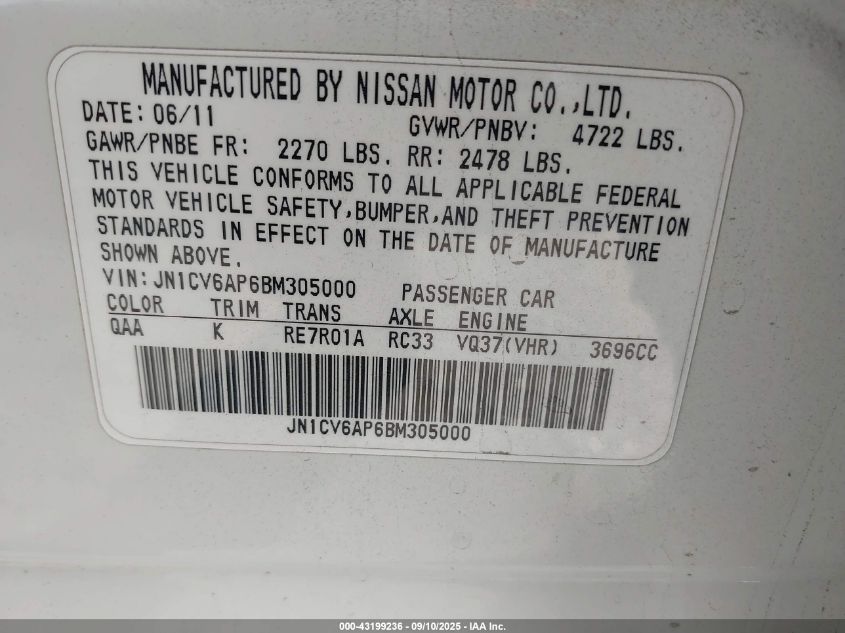 MANUFACTURED BY NISSAN MOTOR CO.,LTD.
DATE: 06/11 GVWR/PNBV: 4722 LBS.
GAWR/PNBE FR: 2270 LBS. RR: 2478 LBS.
THIS VEHICLE CONFORMS TO ALL APPLICABLE FEDERAL
MOTOR VEHICLE SAFETY,BUMPER,AND THEFT PREVENTION
STANDARDS IN EFFECT ON THE DATE OF MANUFACTURE
SHOWN ABOVE.
VIN:JN1CV6AP6BM305000 PASSENGER CAR
COLOR TRIM TRANS AXLE ENGINE
QAA K RE7R01A RC33 VQ37(VHR) 3696CC
JN1CV6AP6BM305000
000-43199236 - 09/10/2025 - IAA Inc.